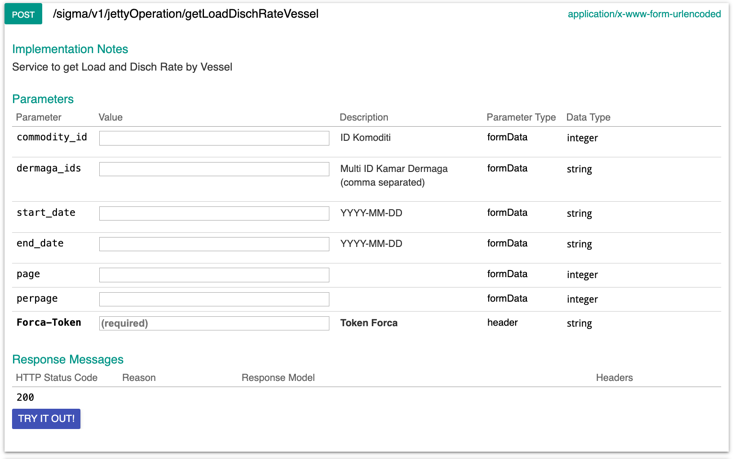 POST /sigma/v1/jettyOperation/getLoadDischRateVessel application/x-www-form-urlencoded
Implementation Notes
Service to get Load and Disch Rate by Vessel
Parameters
Parameter Value Description Parameter Type Data Type
commodity_id ID Komoditi formData integer
dermaga_ids Multi ID Kamar Dermaga formData string
(comma separated)
start_date YYYY-MM-DD formData string
end_date YYYY-MM-DD formData string
page formData integer
perpage formData integer
Forca-Token (required) Token Forca header string
Response Messages
HTTP Status Code Reason Response Model Headers
200
TRY IT OUT!